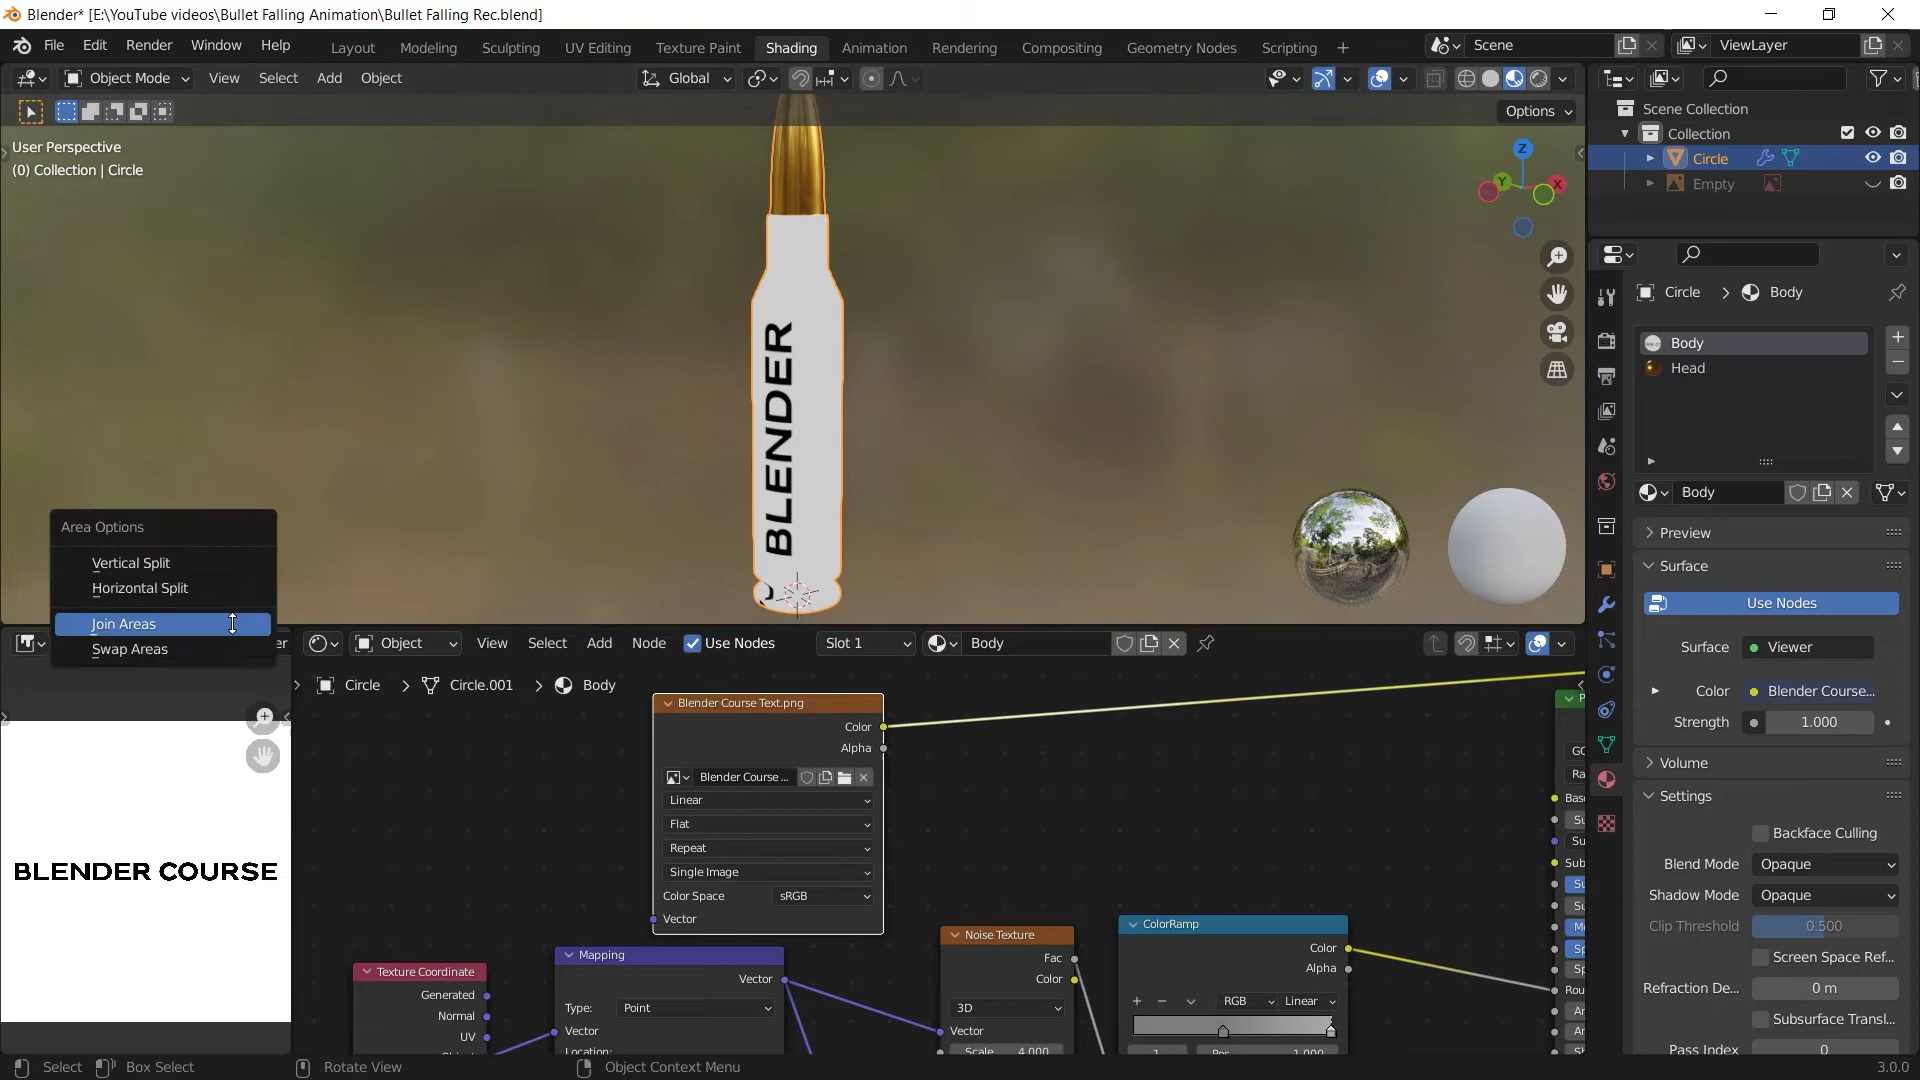 Blender* [E:\YouTube videos\Bullet Falling Animation\Bullet Falling Rec.blend]
File Edit Render Window Help
Layout Modeling Sculpting UV Editing Texture Paint Shading Animation Rendering Compositing Geometry Nodes Scripting
Scene
ViewLayer
Object Mode View Select Add Object
Global
Options
User Perspective
(0) Collection | Circle
Z
Y
X
BLENDER
Scene Collection
Collection
Circle
Empty
Circle > Body
Body
Head
Body
Preview
Surface
Use Nodes
Surface Viewer
Color Blender Course...
Strength 1.000
Volume
Settings
Backface Culling
Blend Mode Opaque
Shadow Mode Opaque
Clip Threshold 0.500
Screen Space Ref...
Refraction De... 0 m
Subsurface Transl...
Pass Index 0
Area Options
Vertical Split
Horizontal Split
Join Areas
Swap Areas
BLENDER COURSE
Object View Select Add Node Use Nodes Slot 1 Body
Circle > Circle.001 > Body
Blender Course Text.png
Color
Alpha
Blender Course ...
Linear
Flat
Repeat
Single Image
Color Space sRGB
Vector
Texture Coordinate
Generated
Normal
UV
Mapping
Vector
Type: Point
Vector
Location:
Noise Texture
Fac
Color
3D
Vector
Scale 4.000
ColorRamp
Color
Alpha
RGB Linear
1 Pos 1.000
Select Box Select Rotate View Object Context Menu
3.0.0